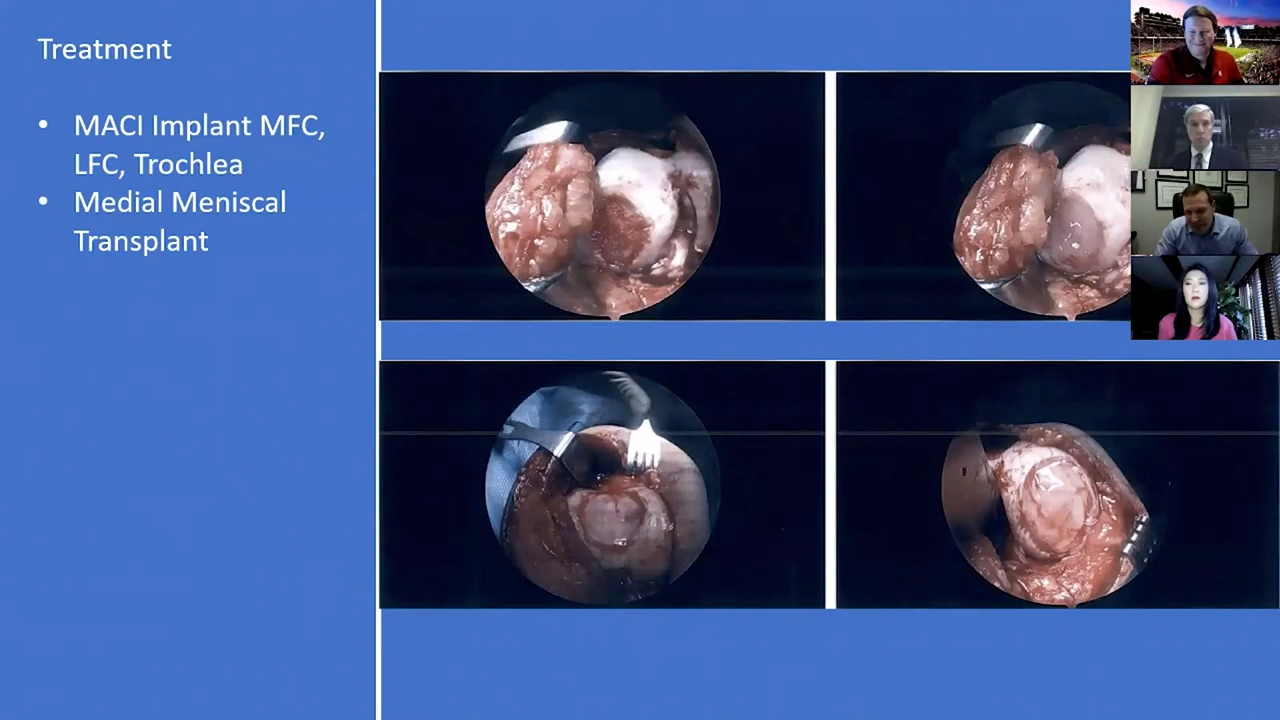 Treatment
• MACI Implant MFC,
LFC, Trochlea
• Medial Meniscal
Transplant